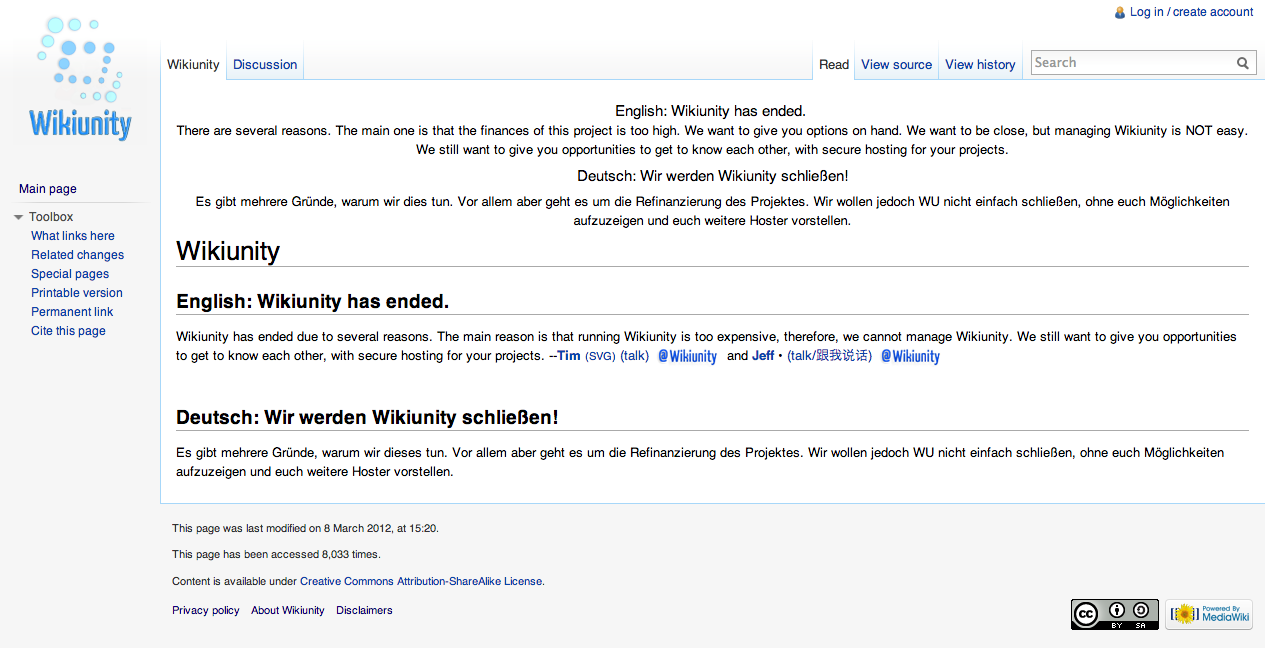 Log in / create account
Wikiunity
Wikiunity
Discussion
Read
View source
View history
Search
English: Wikiunity has ended.
There are several reasons. The main one is that the finances of this project is too high. We want to give you options on hand. We want to be close, but managing Wikiunity is NOT easy.
We still want to give you opportunities to get to know each other, with secure hosting for your projects.
Deutsch: Wir werden Wikiunity schließen!
Es gibt mehrere Gründe, warum wir dies tun. Vor allem aber geht es um die Refinanzierung des Projektes. Wir wollen jedoch WU nicht einfach schließen, ohne euch Möglichkeiten
aufzuzeigen und euch weitere Hoster vorstellen.
Main page
Toolbox
What links here
Related changes
Special pages
Printable version
Permanent link
Cite this page
Wikiunity
English: Wikiunity has ended.
Wikiunity has ended due to several reasons. The main reason is that running Wikiunity is too expensive, therefore, we cannot manage Wikiunity. We still want to give you opportunities
to get to know each other, with secure hosting for your projects. --Tim (SVG) (talk) @Wikiunity and Jeff • (talk/跟我说话) @Wikiunity
Deutsch: Wir werden Wikiunity schließen!
Es gibt mehrere Gründe, warum wir dieses tun. Vor allem aber geht es um die Refinanzierung des Projektes. Wir wollen jedoch WU nicht einfach schließen, ohne euch Möglichkeiten
aufzuzeigen und euch weitere Hoster vorstellen.
This page was last modified on 8 March 2012, at 15:20.
This page has been accessed 8,033 times.
Content is available under Creative Commons Attribution-ShareAlike License.
Privacy policy About Wikiunity Disclaimers
cc BY SA
Powered By
MediaWiki